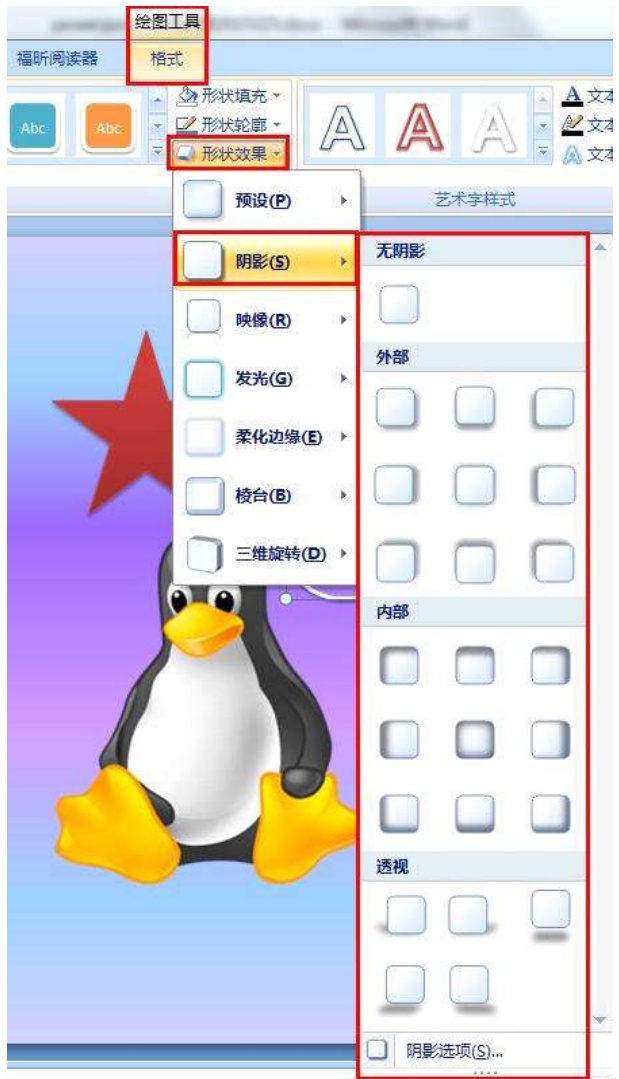 绘图工具
福昕阅读器 格式
Abc Abc
形状填充
形状轮廓
形状效果
A A A
A 文本
文本
A 文本
预设(P)
艺术字样式
阴影(S)
映像(R)
发光(G)
柔化边缘(E)
棱台(B)
三维旋转(D)
无阴影
外部
内部
透视
阴影选项(S)...